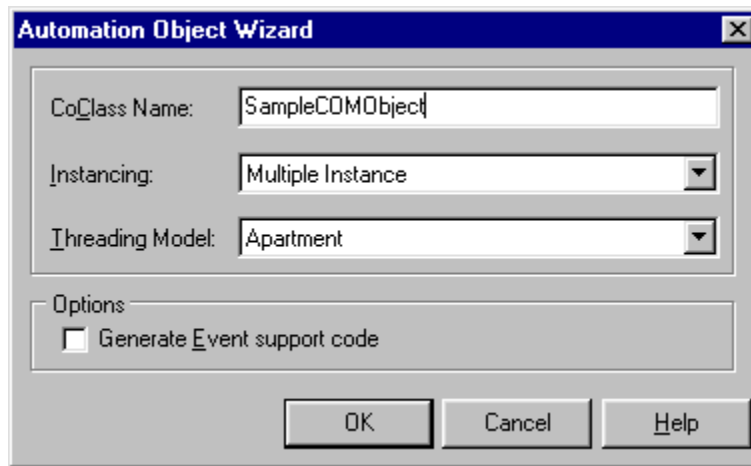 Automation Object Wizard
CoClass Name: SampleCOMObject
Instancing: Multiple Instance
Threading Model: Apartment
Options
Generate Event support code
OK Cancel Help